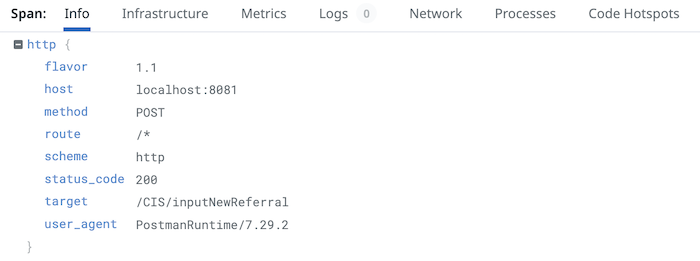 Span: Info Infrastructure Metrics Logs 0 Network Processes Code Hotspots
http {
flavor 1.1
host localhost:8081
method POST
route /*
scheme http
status_code 200
target /CIS/inputNewReferral
user_agent PostmanRuntime/7.29.2
}